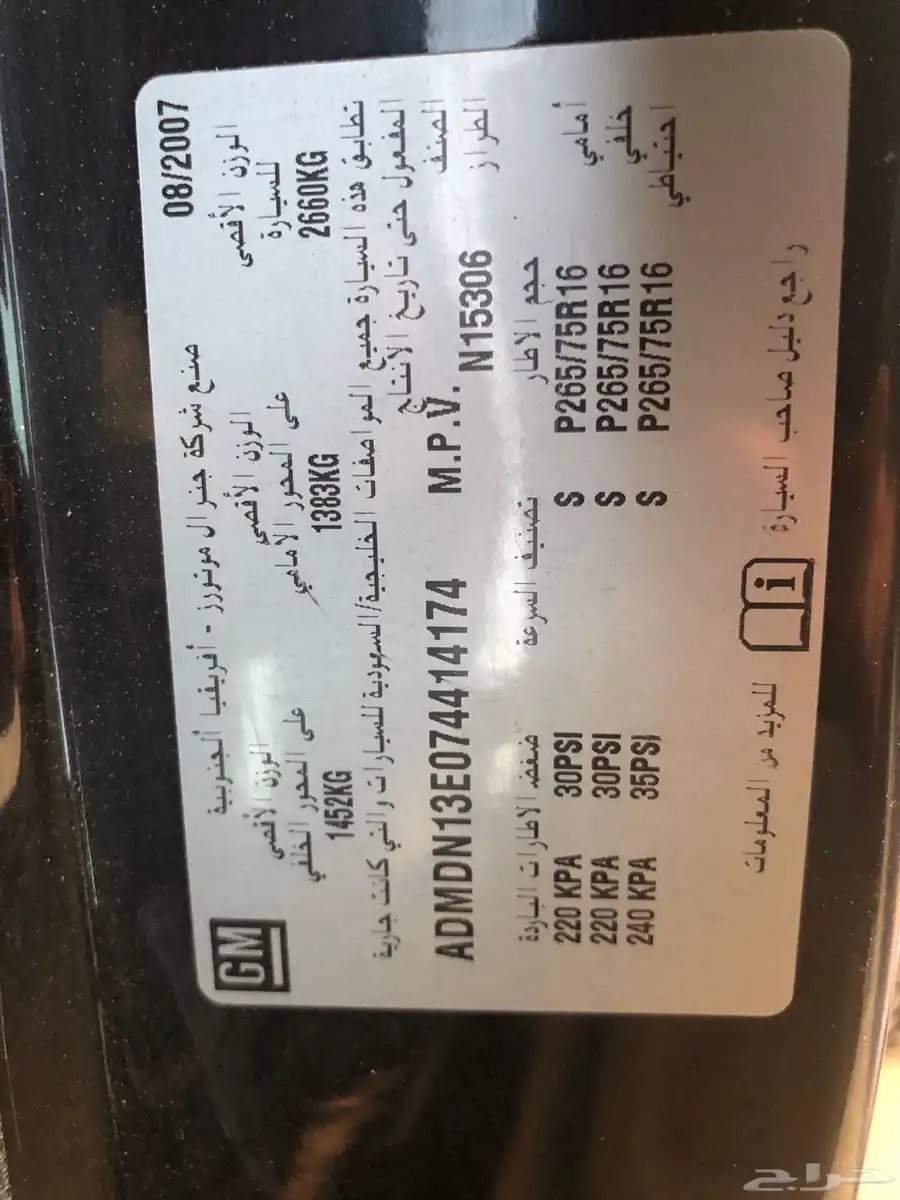 GM
صنع شركة جنرال موتورز - أفريقيا الجنوبية 08/2007
الوزن الأقصى للسيارة 2660KG
الوزن الأقصى على المحور الأمامي 1383KG
الوزن الأقصى على المحور الخلفي 1452KG
تطابق هذه السيارة جميع المواصفات الخليجية/السعودية للسيارات والتي كانت جارية
المفعول حتى تاريخ الأنتاج
الصنف M.P.V. ADMDN13E074414174
الطراز N15306
حجم الاطار تصنيف السرعة ضغط الاطارات الباردة
أمامي P265/75R16 S 30PSI 220 KPA
خلفي P265/75R16 S 30PSI 220 KPA
احتياطي P265/75R16 S 35PSI 240 KPA
راجع دليل صاحب السيارة i للمزيد من المعلومات
حراج